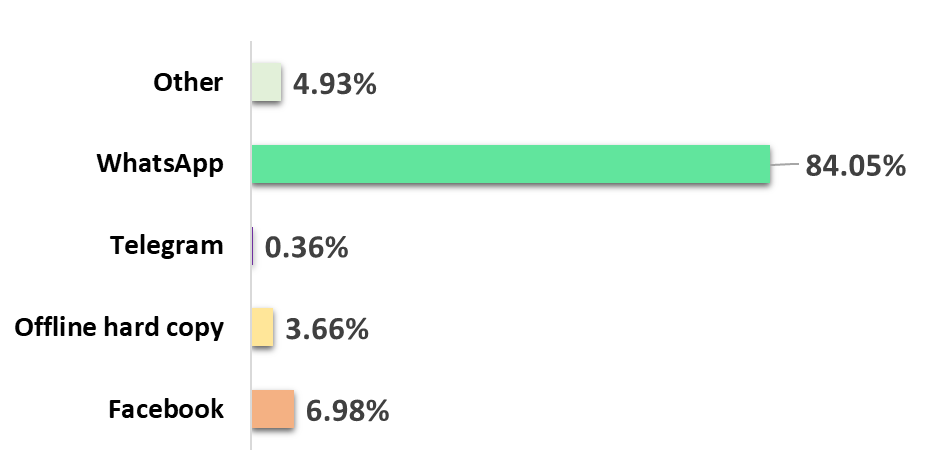 Other 4.93%
WhatsApp 84.05%
Telegram 0.36%
Offline hard copy 3.66%
Facebook 6.98%